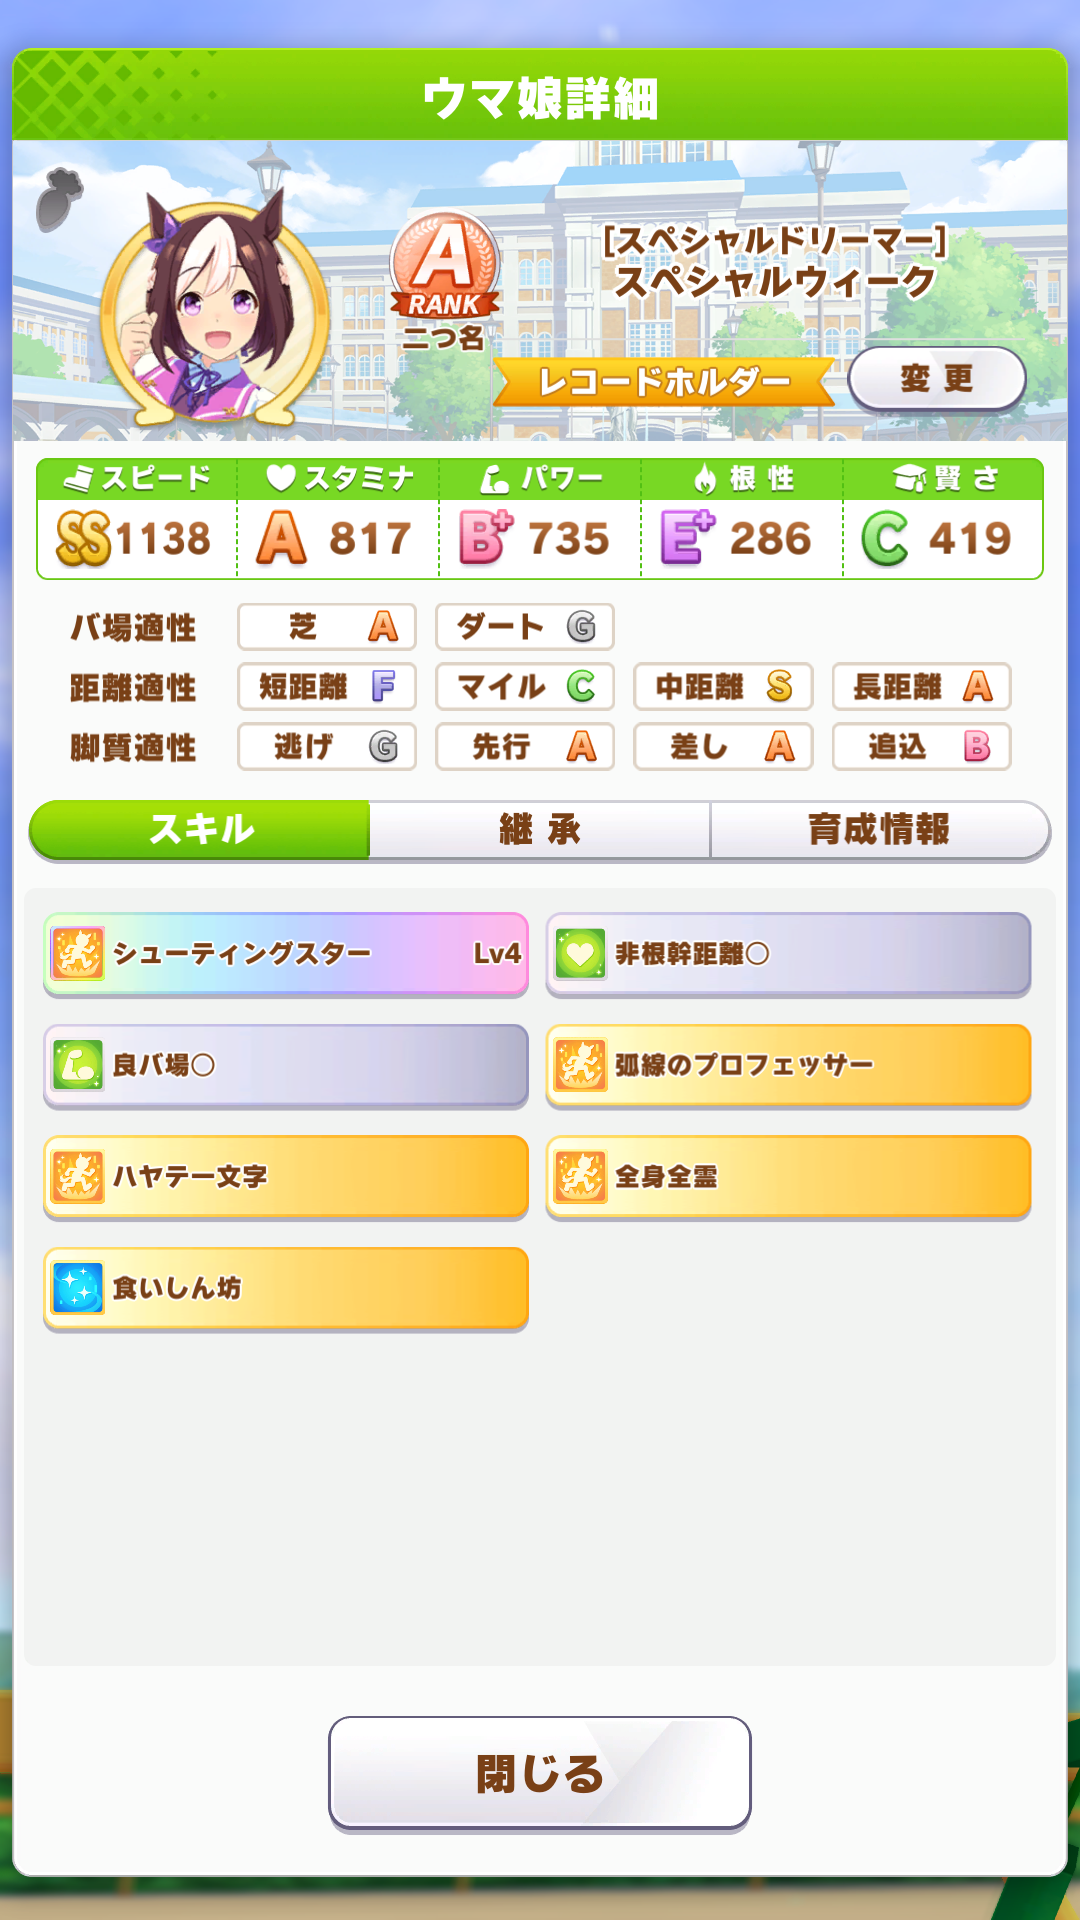 ウマ娘詳細
A
RANK
[スペシャルドリーマー]
スペシャルウィーク
二つ名
レコードホルダー
変更
スピード スタミナ パワー 根性 賢さ
SS 1138 A 817 B+ 735 E+ 286 C 419
バ場適性 芝 A ダート G
距離適性 短距離 F マイル C 中距離 S 長距離 A
脚質適性 逃げ G 先行 A 差し A 追込 B
スキル 継承 育成情報
シューティングスター Lv4 非根幹距離○
良バ場○ 弧線のプロフェッサー
ハヤテ一文字 全身全霊
食いしん坊
閉じる